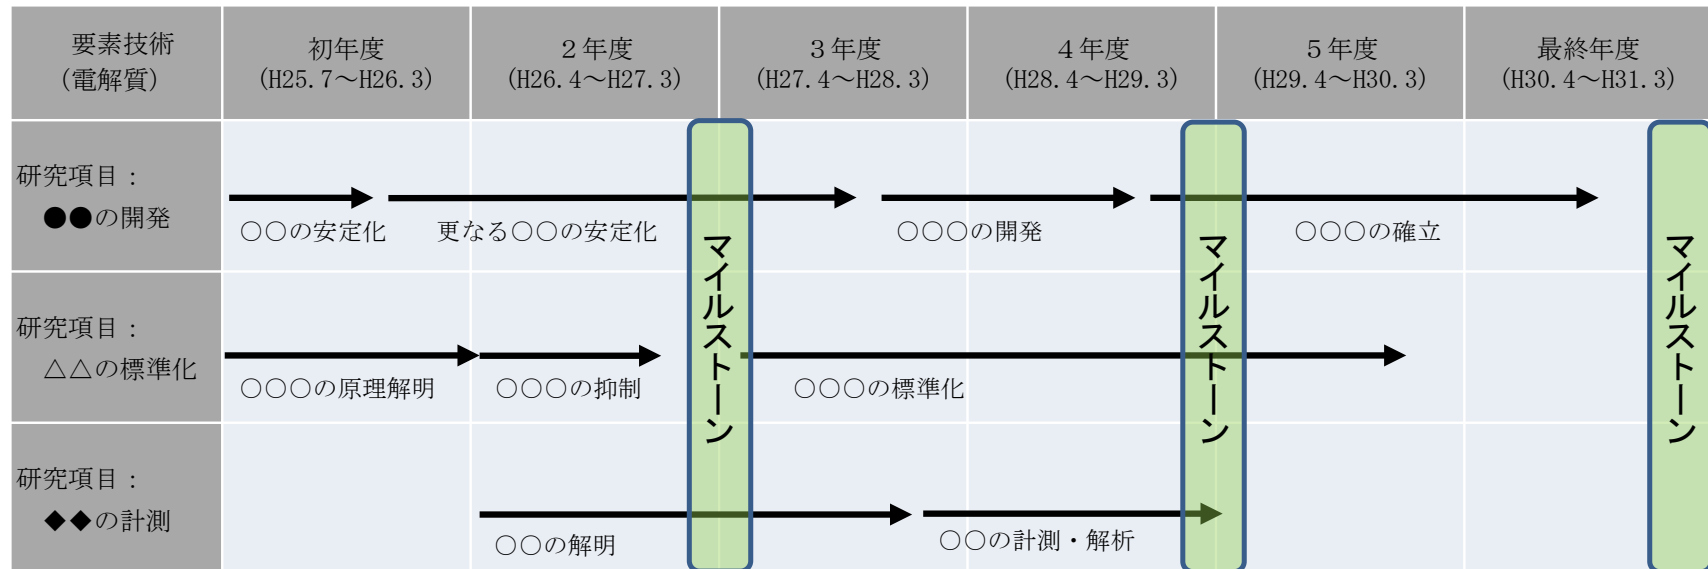 要素技術
（電解質）
初年度
(H25.7～H26.3)
２年度
(H26.4～H27.3)
３年度
(H27.4～H28.3)
４年度
(H28.4～H29.3)
５年度
(H29.4～H30.3)
最終年度
(H30.4～H31.3)
研究項目：
●●の開発
○○の安定化
更なる○○の安定化
○○○の開発
○○○の確立
研究項目：
△△の標準化
○○○の原理解明
○○○の抑制
○○○の標準化
研究項目：
◆◆の計測
○○の解明
○○の計測・解析
マイルストーン
マイルストーン
マイルストーン